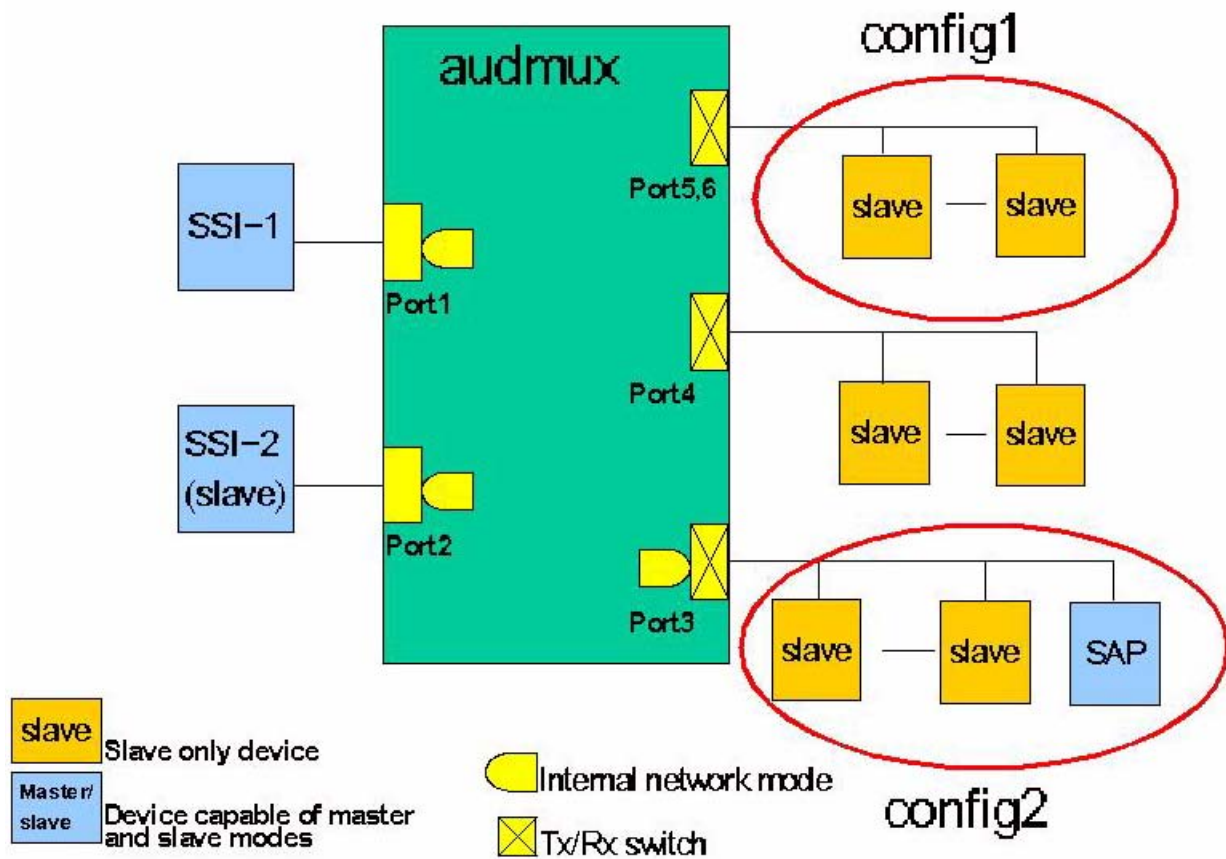 config1
audmux
Port5,6
slave
slave
SSI-1
Port1
Port4
slave
slave
SSI-2
(slave)
Port2
Port3
slave
slave
SAP
slave
Slave only device
Master/
slave
Device capable of master
and slave modes
Internal network mode
Tx/Rx switch
config2